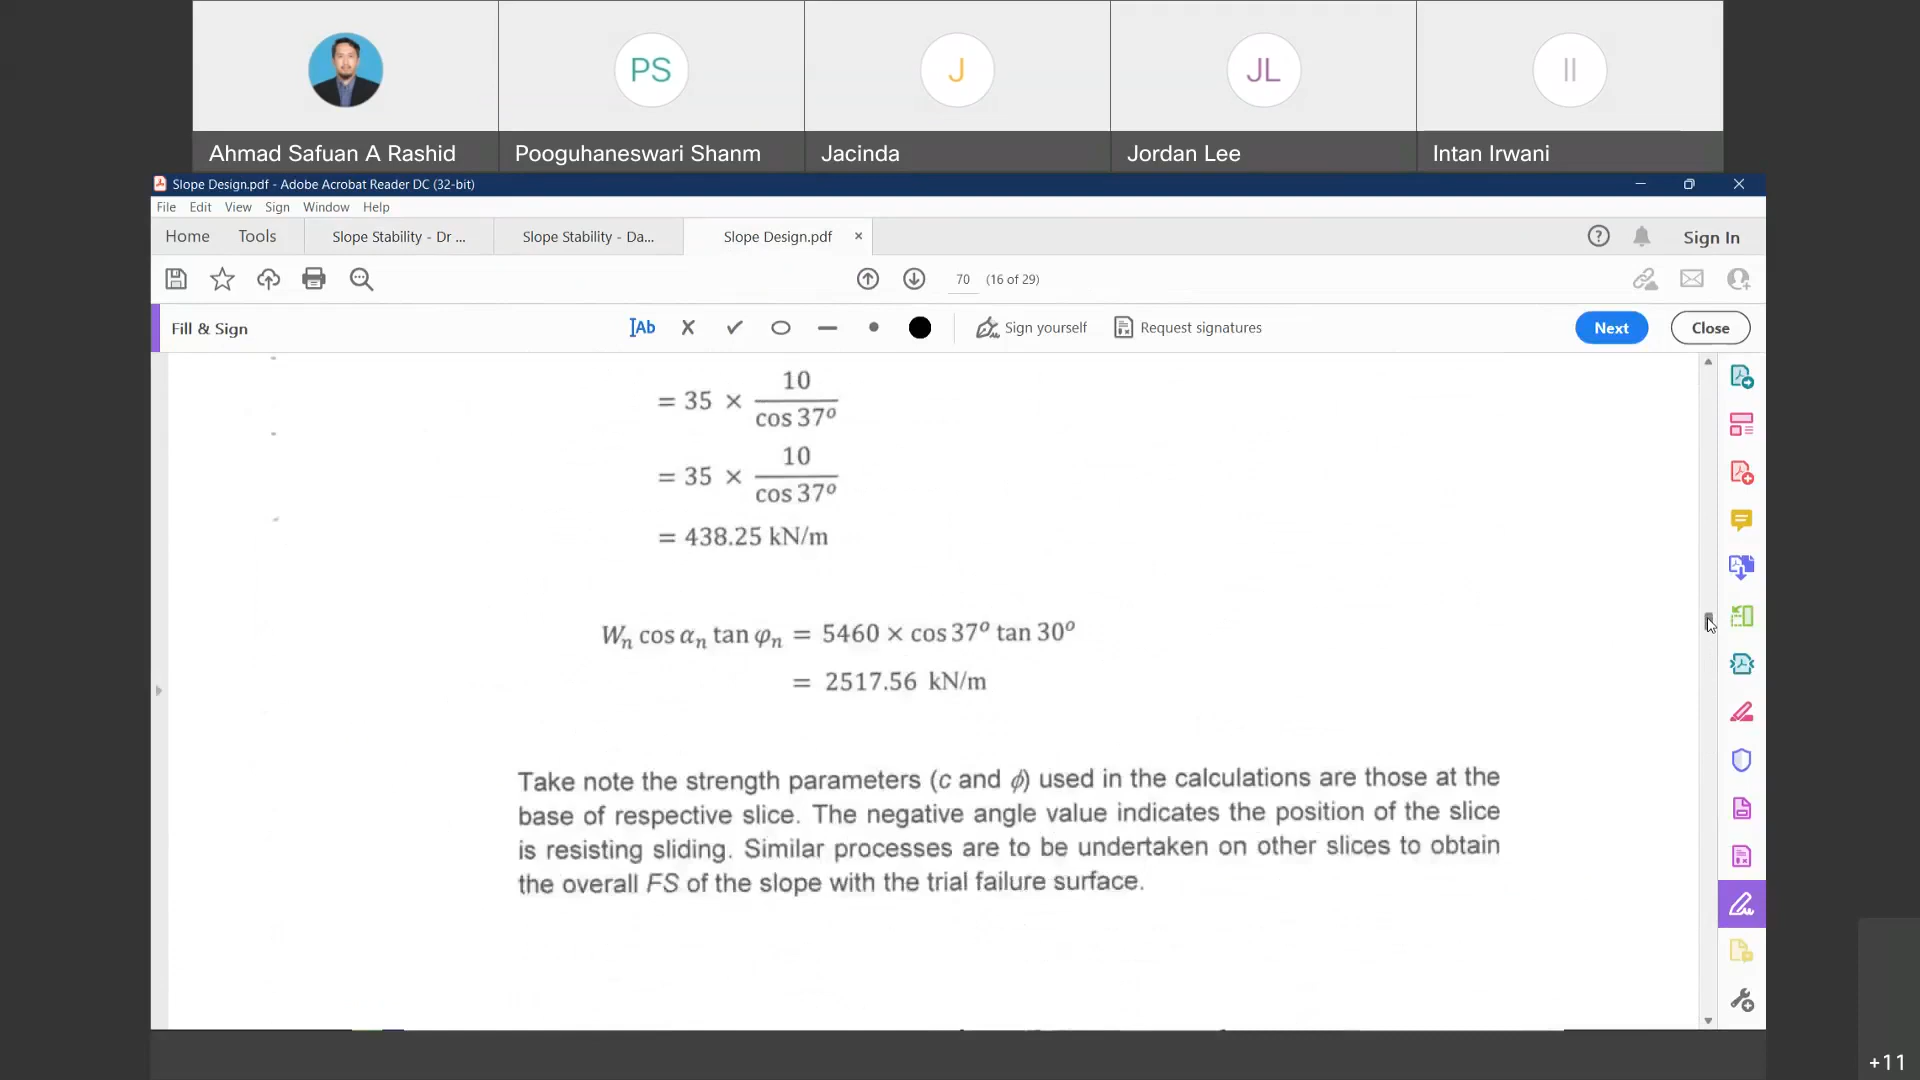 PS
J
JL
II
Ahmad Safuan A Rashid
Pooguhaneswari Shanm
Jacinda
Jordan Lee
Intan Irwani
Slope Design.pdf - Adobe Acrobat Reader DC (32-bit)
File Edit View Sign Window Help
Home Tools Slope Stability - Dr ... Slope Stability - Da... Slope Design.pdf × Sign In
70 (16 of 29)
Fill & Sign Ab Sign yourself Request signatures Next Close
= 35 × 10 / cos 37°
= 35 × 10 / cos 37°
= 438.25 kN/m
Wₙ cos αₙ tan φₙ = 5460 × cos 37° tan 30°
= 2517.56 kN/m
Take note the strength parameters (c and ϕ) used in the calculations are those at the
base of respective slice. The negative angle value indicates the position of the slice
is resisting sliding. Similar processes are to be undertaken on other slices to obtain
the overall FS of the slope with the trial failure surface.
+11